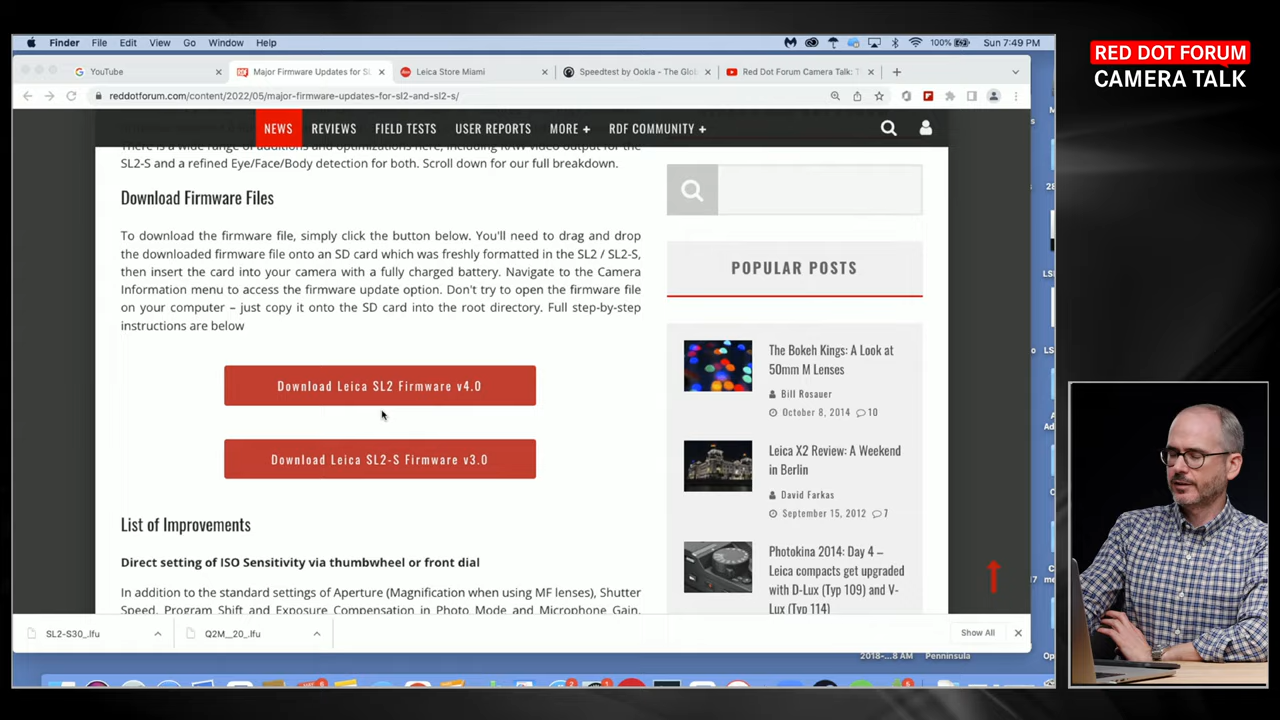 Finder File Edit View Go Window Help 100% Sun 7:49 PM
RED DOT FORUM
CAMERA TALK
YouTube Major Firmware Updates for SL Leica Store Miami Speedtest by Ookla - The Glob Red Dot Forum Camera Talk: T
reddotforum.com/content/2022/05/major-firmware-updates-for-sl2-and-sl2-s/
NEWS REVIEWS FIELD TESTS USER REPORTS MORE + RDF COMMUNITY +
There is a wide range of additions and optimizations here, including RAW video output for the
SL2-S and a refined Eye/Face/Body detection for both. Scroll down for our full breakdown.
Download Firmware Files
To download the firmware file, simply click the button below. You'll need to drag and drop
the downloaded firmware file onto an SD card which was freshly formatted in the SL2 / SL2-S,
then insert the card into your camera with a fully charged battery. Navigate to the Camera
Information menu to access the firmware update option. Don't try to open the firmware file
on your computer – just copy it onto the SD card into the root directory. Full step-by-step
instructions are below
Download Leica SL2 Firmware v4.0
Download Leica SL2-S Firmware v3.0
List of Improvements
Direct setting of ISO Sensitivity via thumbwheel or front dial
In addition to the standard settings of Aperture (Magnification when using MF lenses), Shutter
Speed, Program Shift and Exposure Compensation in Photo Mode and Microphone Gain,
POPULAR POSTS
The Bokeh Kings: A Look at
50mm M Lenses
Bill Rosauer
October 8, 2014 10
Leica X2 Review: A Weekend
in Berlin
David Farkas
September 15, 2012 7
Photokina 2014: Day 4 –
Leica compacts get upgraded
with D-Lux (Typ 109) and V-
Lux (Typ 114)
SL2-S30_.lfu Q2M__20_.lfu Show All
2018-...8 AM Penninsula